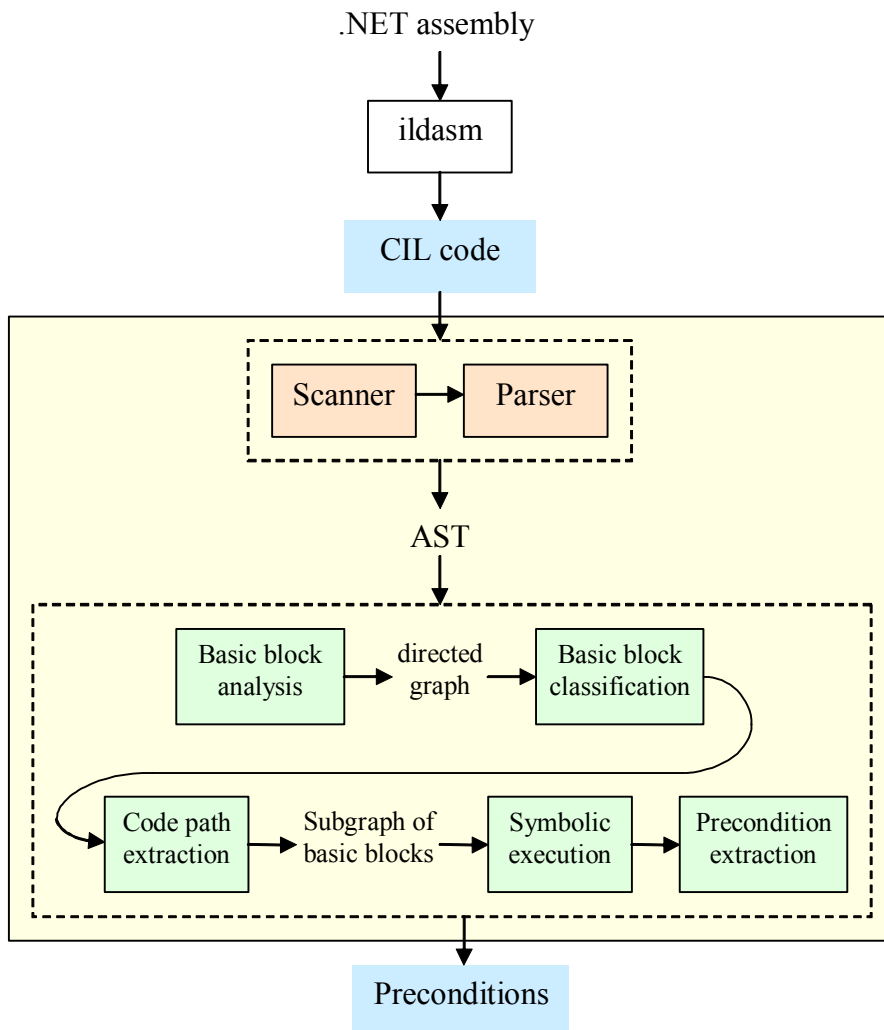 .NET assembly
ildasm
CIL code
Scanner
Parser
AST
Basic block
analysis
directed
graph
Basic block
classification
Code path
extraction
Subgraph of
basic blocks
Symbolic
execution
Precondition
extraction
Preconditions